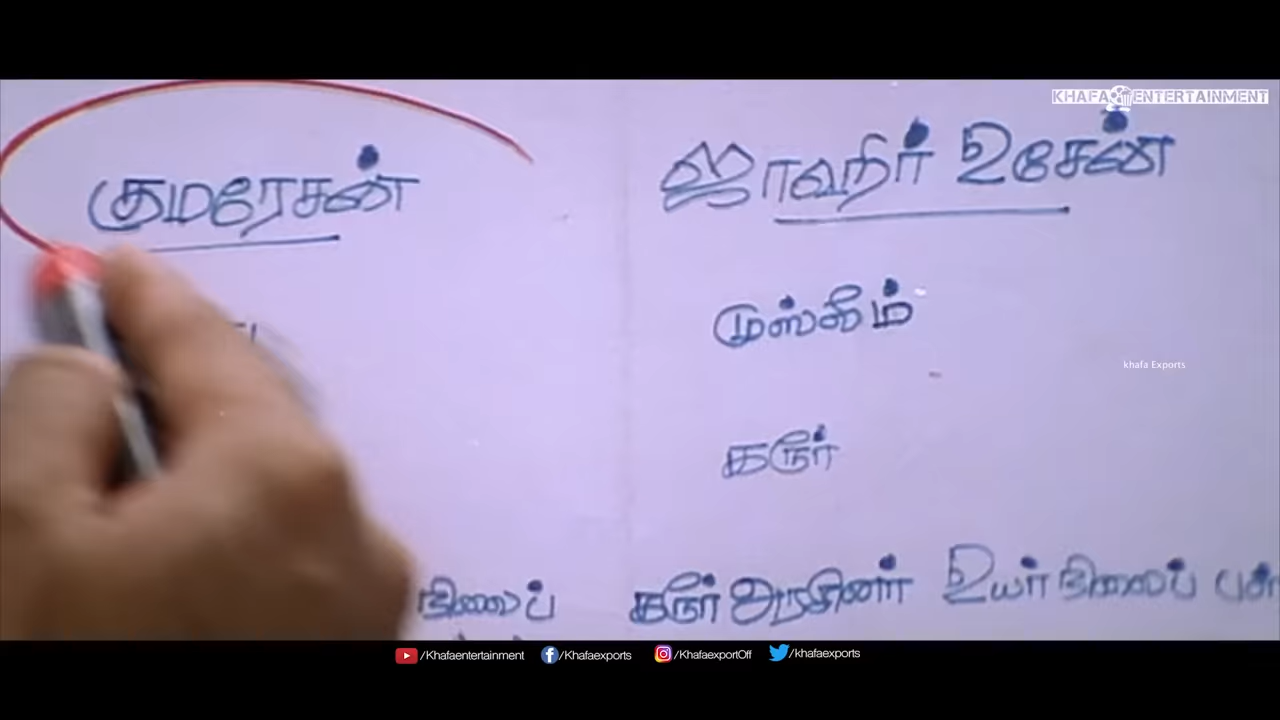 KHAFA ENTERTAINMENT
குமரேசன்
ஜாஹிர் உசேன்
முஸ்லீம்
khafa Exports
கரூர்
நிலைப்
கரூர் அரசினர் உயர் நிலைப்
/Khafaentertainment /Khafaexports /KhafaexportOff /khafaexports